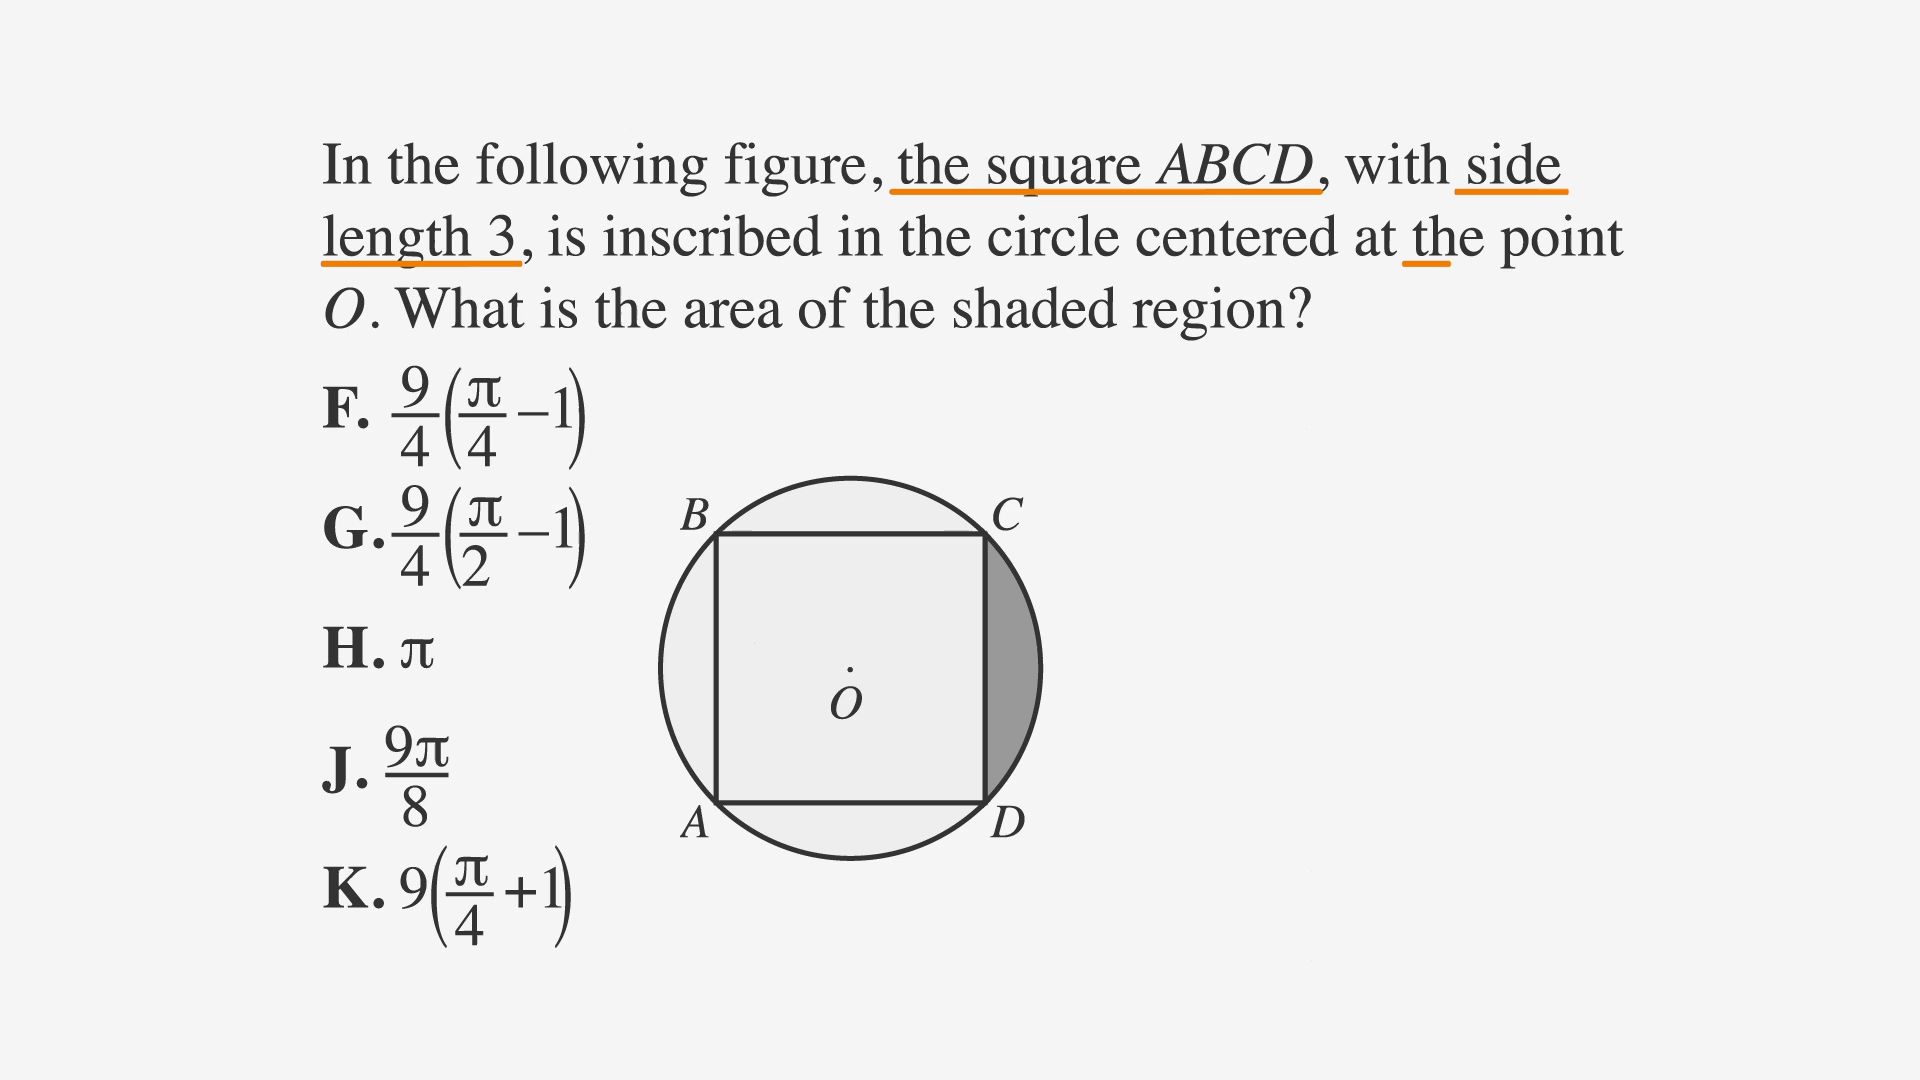 In the following figure, the square ABCD, with side
length 3, is inscribed in the circle centered at the point
O. What is the area of the shaded region?
F. 9/4(π/4 –1)
G. 9/4(π/2 –1)
H. π
J. 9π/8
K. 9(π/4 +1)
B C
O
A D